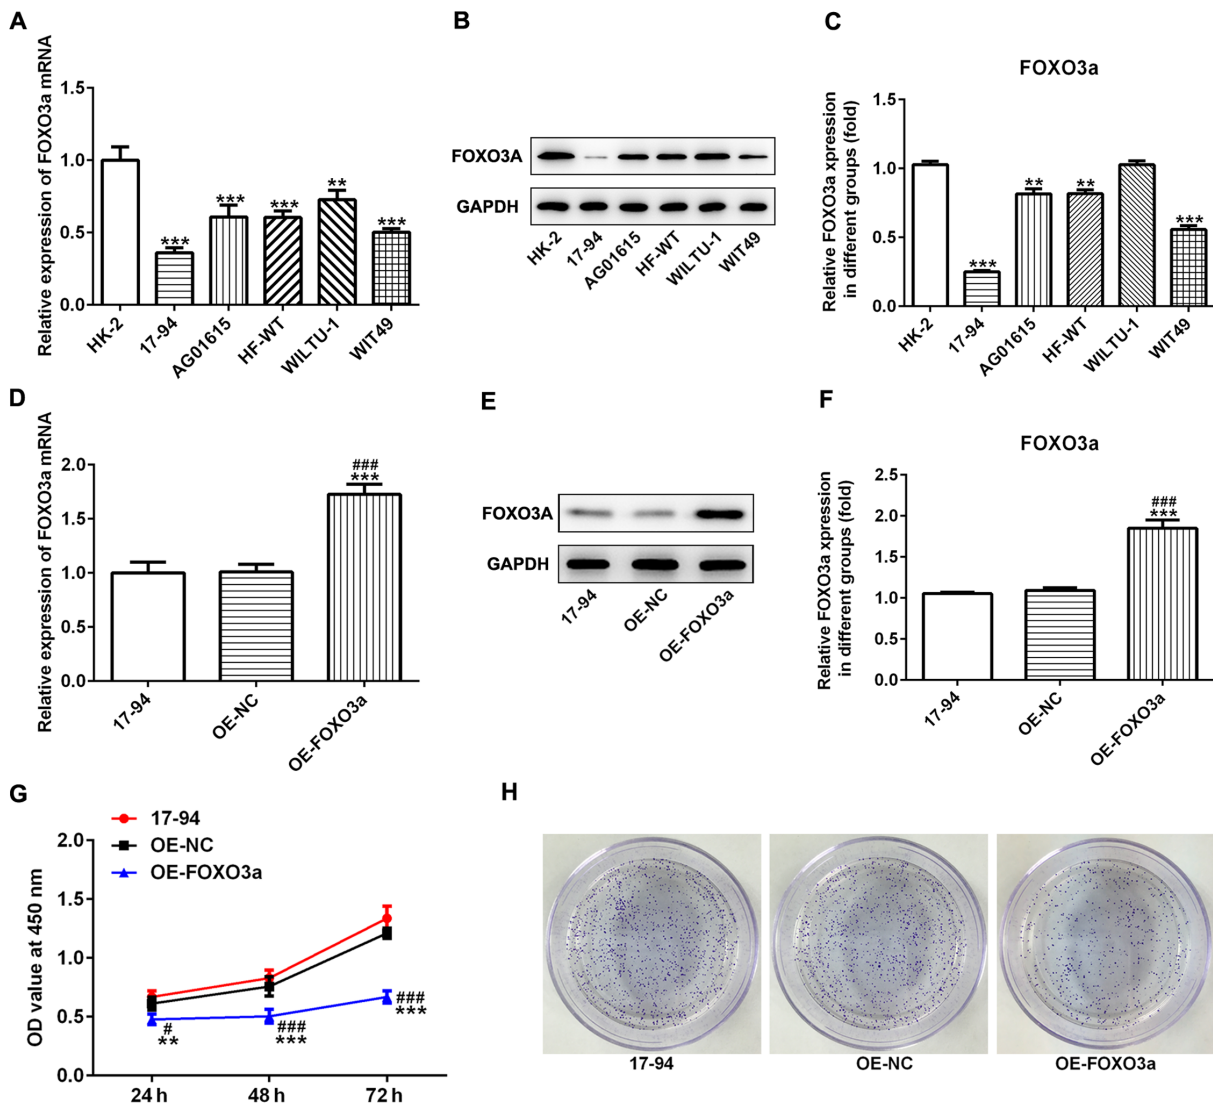 A
Relative expression of FOXO3a mRNA
1.5
1.0
0.5
0.0
***
***
***
**
***
HK-2
17-94
AG01615
HF-WT
WILTU-1
WIT49
B
FOXO3A
GAPDH
HK-2
17-94
AG01615
HF-WT
WILTU-1
WIT49
C
FOXO3a
Relative FOXO3a xpression
in different groups (fold)
1.5
1.0
0.5
0.0
***
**
**
***
HK-2
17-94
AG01615
HF-WT
WILTU-1
WIT49
D
Relative expression of FOXO3a mRNA
2.0
1.5
1.0
0.5
0.0
###
***
17-94
OE-NC
OE-FOXO3a
E
FOXO3A
GAPDH
17-94
OE-NC
OE-FOXO3a
F
FOXO3a
Relative FOXO3a xpression
in different groups (fold)
2.5
2.0
1.5
1.0
0.5
0.0
###
***
17-94
OE-NC
OE-FOXO3a
G
17-94
OE-NC
OE-FOXO3a
OD value at 450 nm
2.0
1.5
1.0
0.5
0.0
#
**
###
***
###
***
24 h
48 h
72 h
H
17-94
OE-NC
OE-FOXO3a